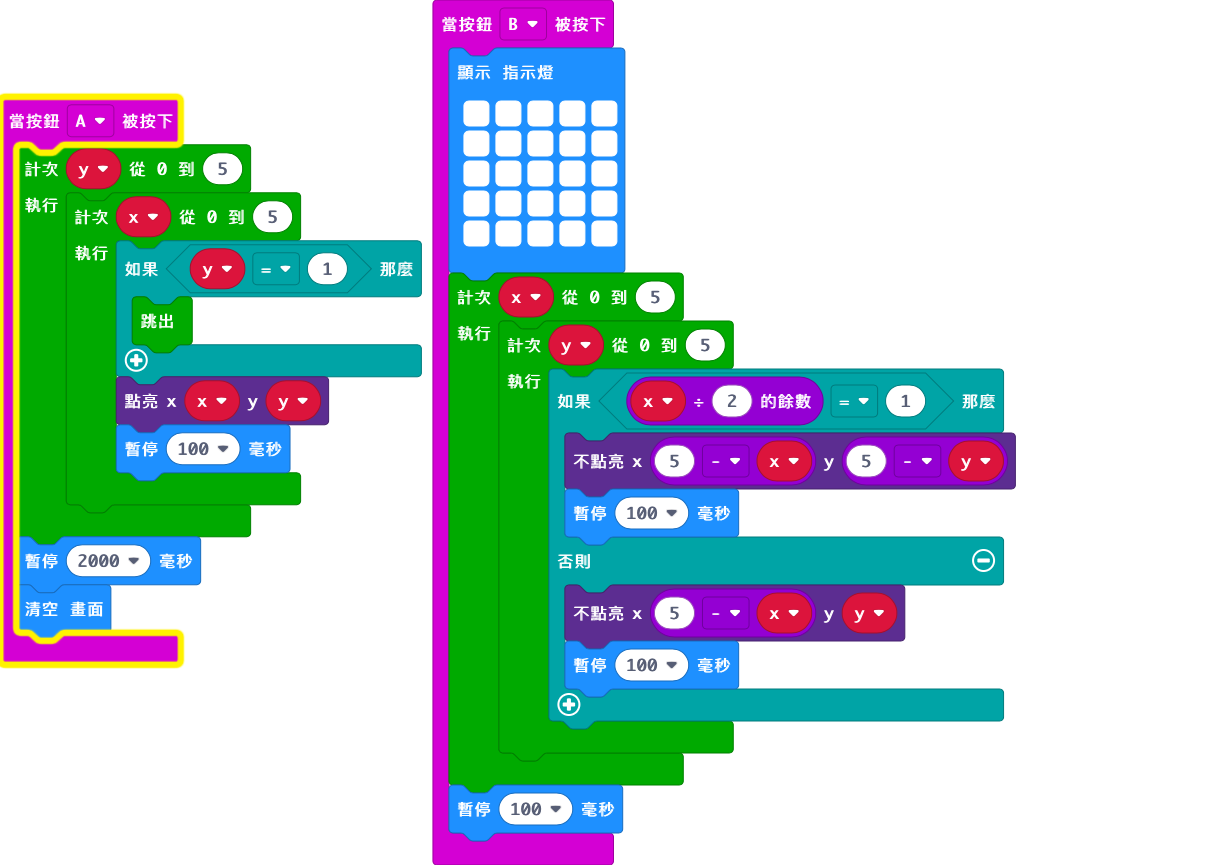 當按鈕 A 被按下
計次 y 從 0 到 5
執行
計次 x 從 0 到 5
執行
如果 y = 1 那麼
跳出
點亮 x x y y
暫停 100 毫秒
暫停 2000 毫秒
清空 畫面
當按鈕 B 被按下
顯示 指示燈
計次 x 從 0 到 5
執行
計次 y 從 0 到 5
執行
如果 x ÷ 2 的餘數 = 1 那麼
不點亮 x 5 - x y 5 - y
暫停 100 毫秒
否則
不點亮 x 5 - x y y
暫停 100 毫秒
暫停 100 毫秒